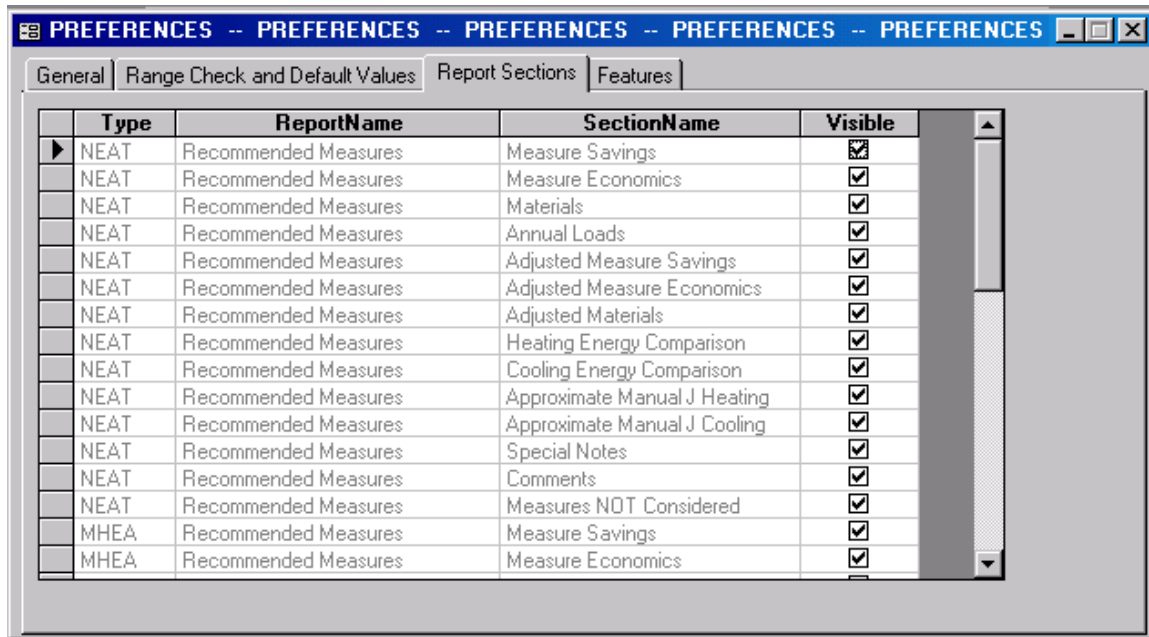 PREFERENCES -- PREFERENCES -- PREFERENCES -- PREFERENCES -- PREFERENCES
General Range Check and Default Values Report Sections Features
Type ReportName SectionName Visible
NEAT Recommended Measures Measure Savings
NEAT Recommended Measures Measure Economics
NEAT Recommended Measures Materials
NEAT Recommended Measures Annual Loads
NEAT Recommended Measures Adjusted Measure Savings
NEAT Recommended Measures Adjusted Measure Economics
NEAT Recommended Measures Adjusted Materials
NEAT Recommended Measures Heating Energy Comparison
NEAT Recommended Measures Cooling Energy Comparison
NEAT Recommended Measures Approximate Manual J Heating
NEAT Recommended Measures Approximate Manual J Cooling
NEAT Recommended Measures Special Notes
NEAT Recommended Measures Comments
NEAT Recommended Measures Measures NOT Considered
MHEA Recommended Measures Measure Savings
MHEA Recommended Measures Measure Economics